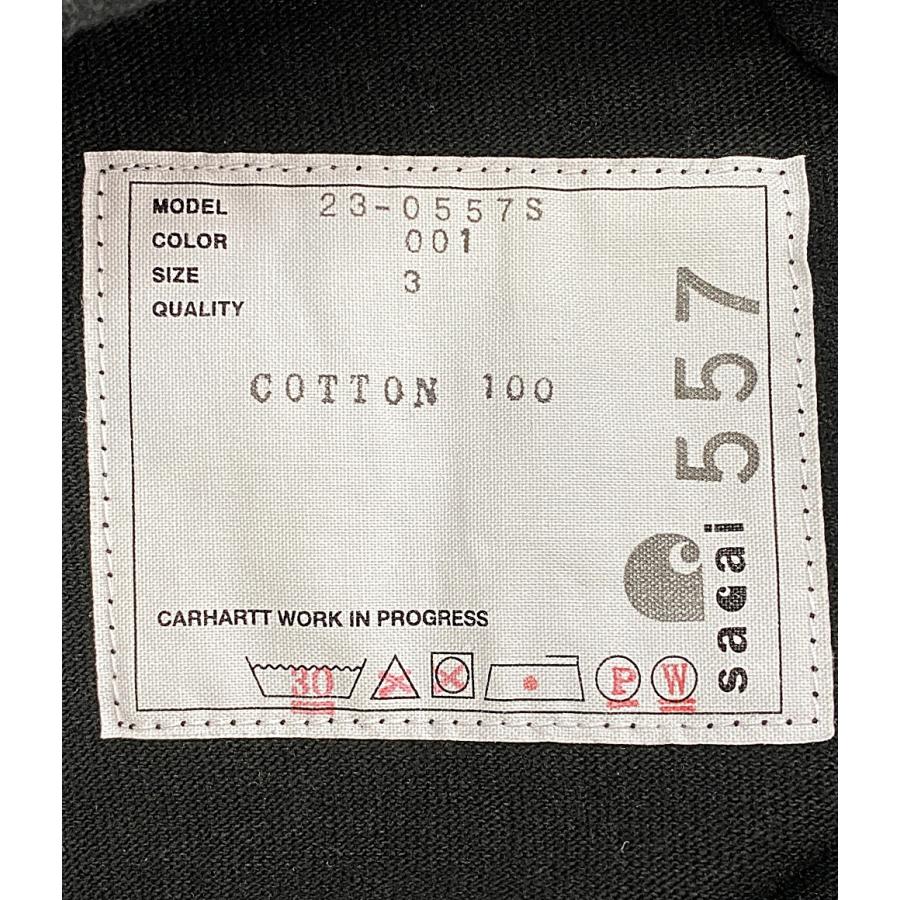 MODEL 23-0557S
COLOR 001
SIZE 3
QUALITY
COTTON 100
CARHARTT WORK IN PROGRESS
30 P W
sacai 557